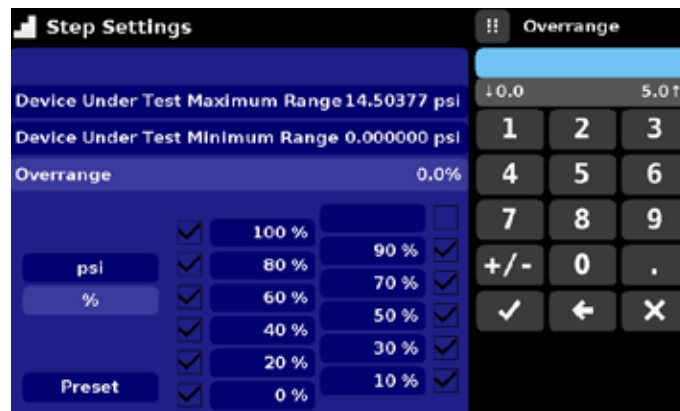 Step Settings
Overrange
Device Under Test Maximum Range 14.50377 psi
Device Under Test Minimum Range 0.000000 psi
Overrange 0.0%
↓0.0 5.0↑
1 2 3
4 5 6
7 8 9
+/- 0 .
100 %
90 %
psi
80 %
70 %
%
60 %
50 %
40 %
30 %
20 %
10 %
Preset
0 %